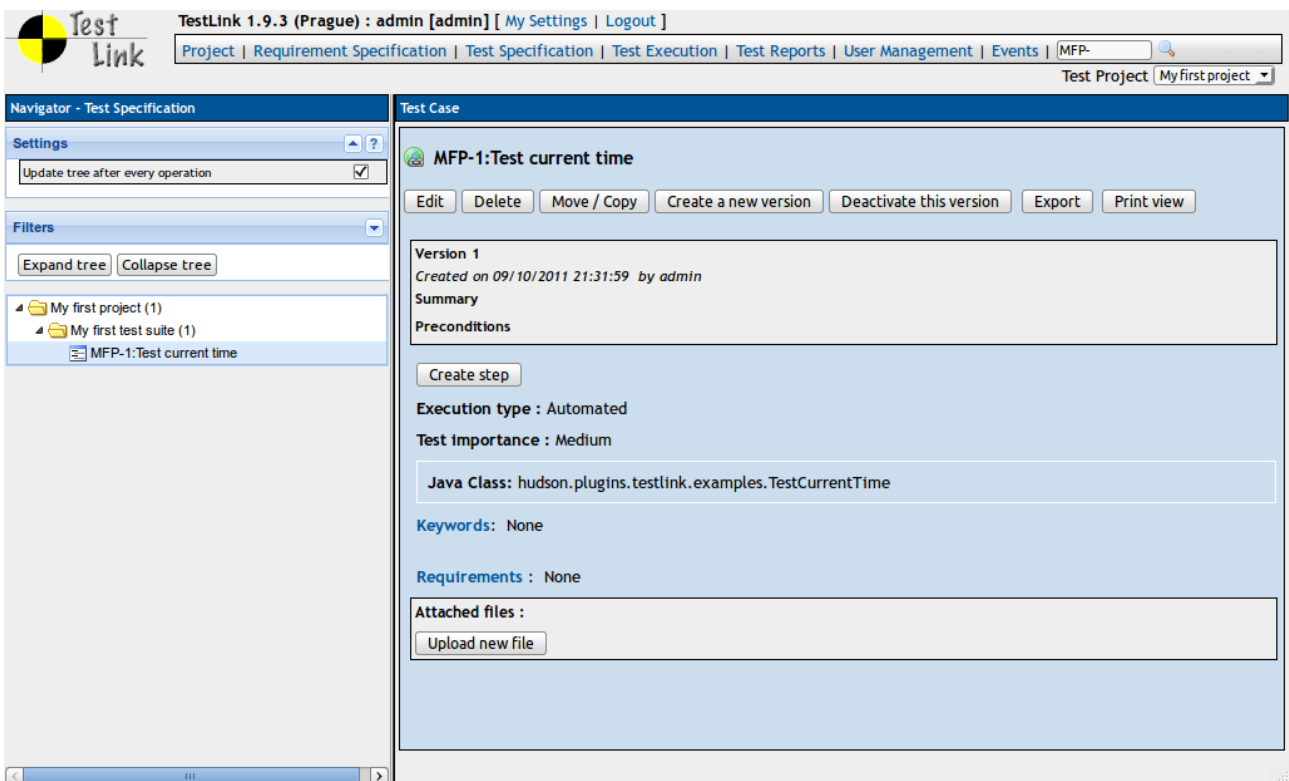 Test Link
TestLink 1.9.3 (Prague) : admin [admin] [ My Settings | Logout ]
Project | Requirement Specification | Test Specification | Test Execution | Test Reports | User Management | Events | MFP-
Test Project My first project
Navigator - Test Specification
Settings ?
Update tree after every operation
Filters
Expand tree Collapse tree
My first project (1)
My first test suite (1)
MFP-1:Test current time
Test Case
MFP-1:Test current time
Edit Delete Move / Copy Create a new version Deactivate this version Export Print view
Version 1
Created on 09/10/2011 21:31:59 by admin
Summary
Preconditions
Create step
Execution type : Automated
Test importance : Medium
Java Class: hudson.plugins.testlink.examples.TestCurrentTime
Keywords: None
Requirements : None
Attached files :
Upload new file